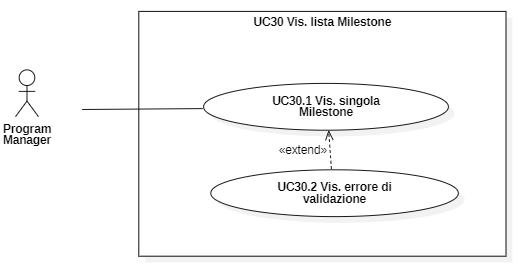 UC30 Vis. lista Milestone
UC30.1 Vis. singola
Milestone
Program
Manager
«extend»
UC30.2 Vis. errore di
validazione